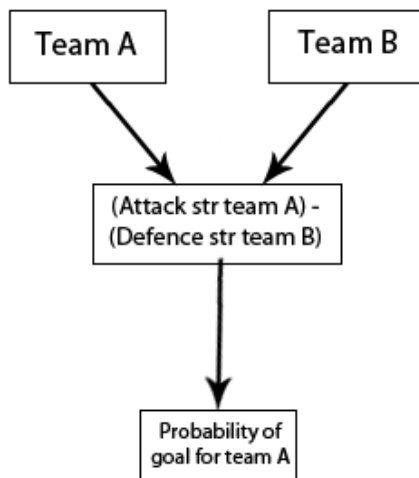 Team A
Team B
(Attack str team A) -
(Defence str team B)
Probability of
goal for team A